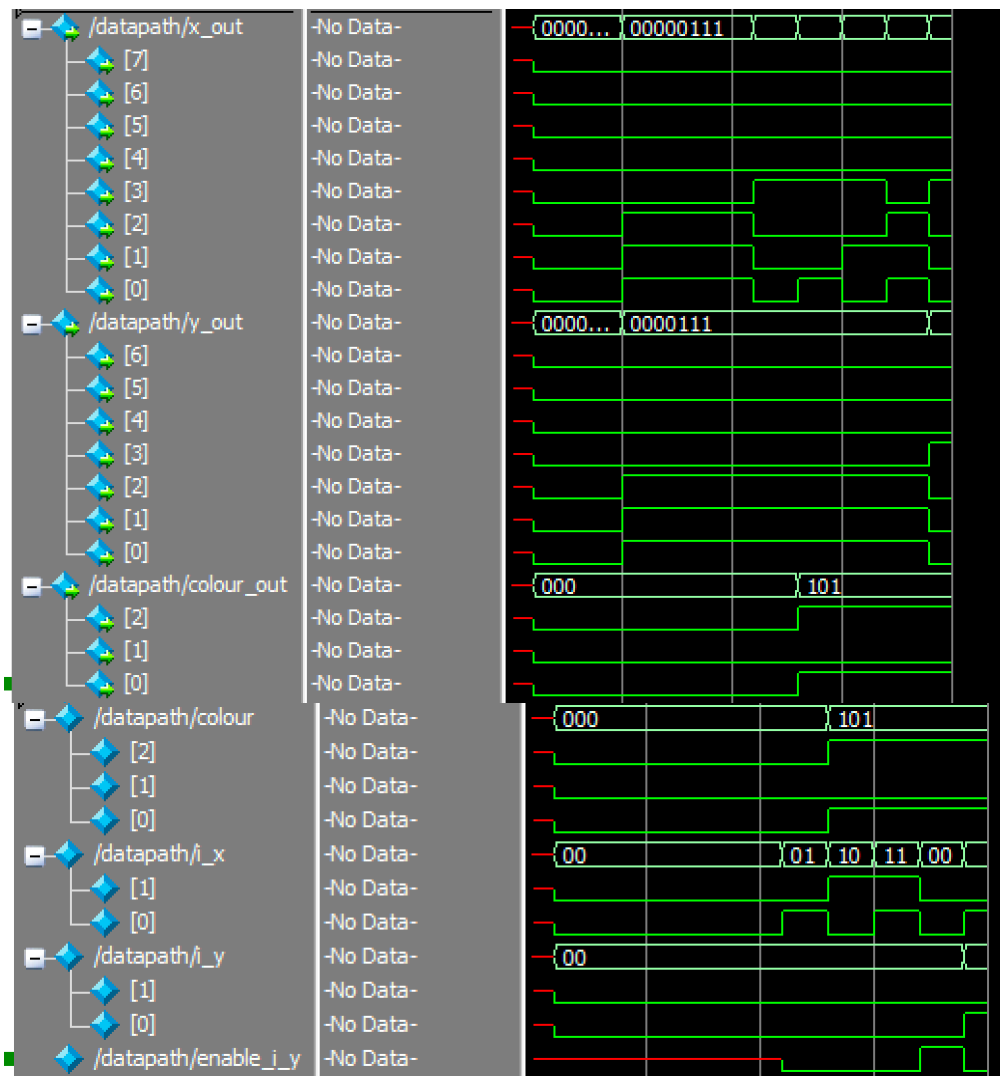 /datapath/x_out -No Data- 0000... 00000111
[7] -No Data-
[6] -No Data-
[5] -No Data-
[4] -No Data-
[3] -No Data-
[2] -No Data-
[1] -No Data-
[0] -No Data-
/datapath/y_out -No Data- 0000... 0000111
[6] -No Data-
[5] -No Data-
[4] -No Data-
[3] -No Data-
[2] -No Data-
[1] -No Data-
[0] -No Data-
/datapath/colour_out -No Data- 000 101
[2] -No Data-
[1] -No Data-
[0] -No Data-
/datapath/colour -No Data- 000 101
[2] -No Data-
[1] -No Data-
[0] -No Data-
/datapath/i_x -No Data- 00 01 10 11 00
[1] -No Data-
[0] -No Data-
/datapath/i_y -No Data- 00
[1] -No Data-
[0] -No Data-
/datapath/enable_i_y -No Data-